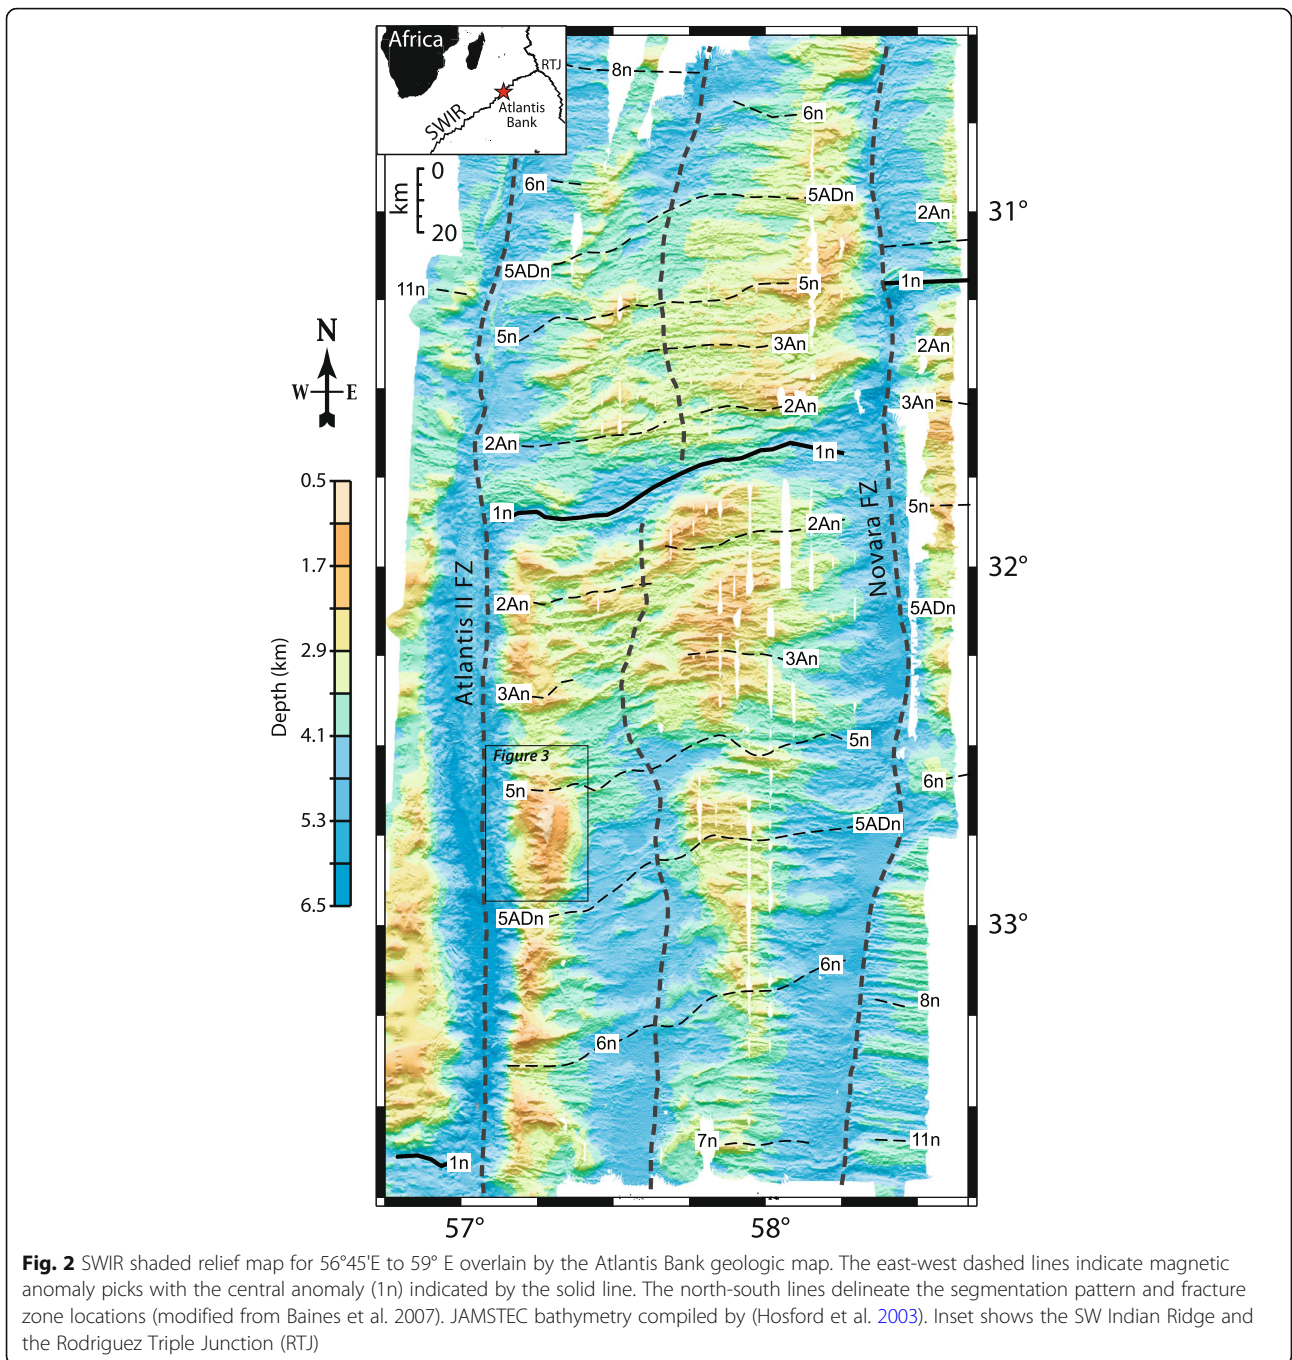 Africa
RTJ
SWIR
Atlantis
Bank
8n
6n
0
km
20
6n
5ADn
31°
2An
5ADn
1n
11n
5n
5n
3An
2An
N
W E
3An
2An
2An
1n
1n
0.5
5n
2An
Novara FZ
1.7
32°
Atlantis II FZ
2An
5ADn
2.9
3An
3An
Depth (km)
4.1
5n
Figure 3
6n
5n
5.3
5ADn
6.5
5ADn
33°
6n
8n
6n
7n
11n
1n
57°
58°
Fig. 2 SWIR shaded relief map for 56°45'E to 59° E overlain by the Atlantis Bank geologic map. The east-west dashed lines indicate magnetic
anomaly picks with the central anomaly (1n) indicated by the solid line. The north-south lines delineate the segmentation pattern and fracture
zone locations (modified from Baines et al. 2007). JAMSTEC bathymetry compiled by (Hosford et al. 2003). Inset shows the SW Indian Ridge and
the Rodriguez Triple Junction (RTJ)